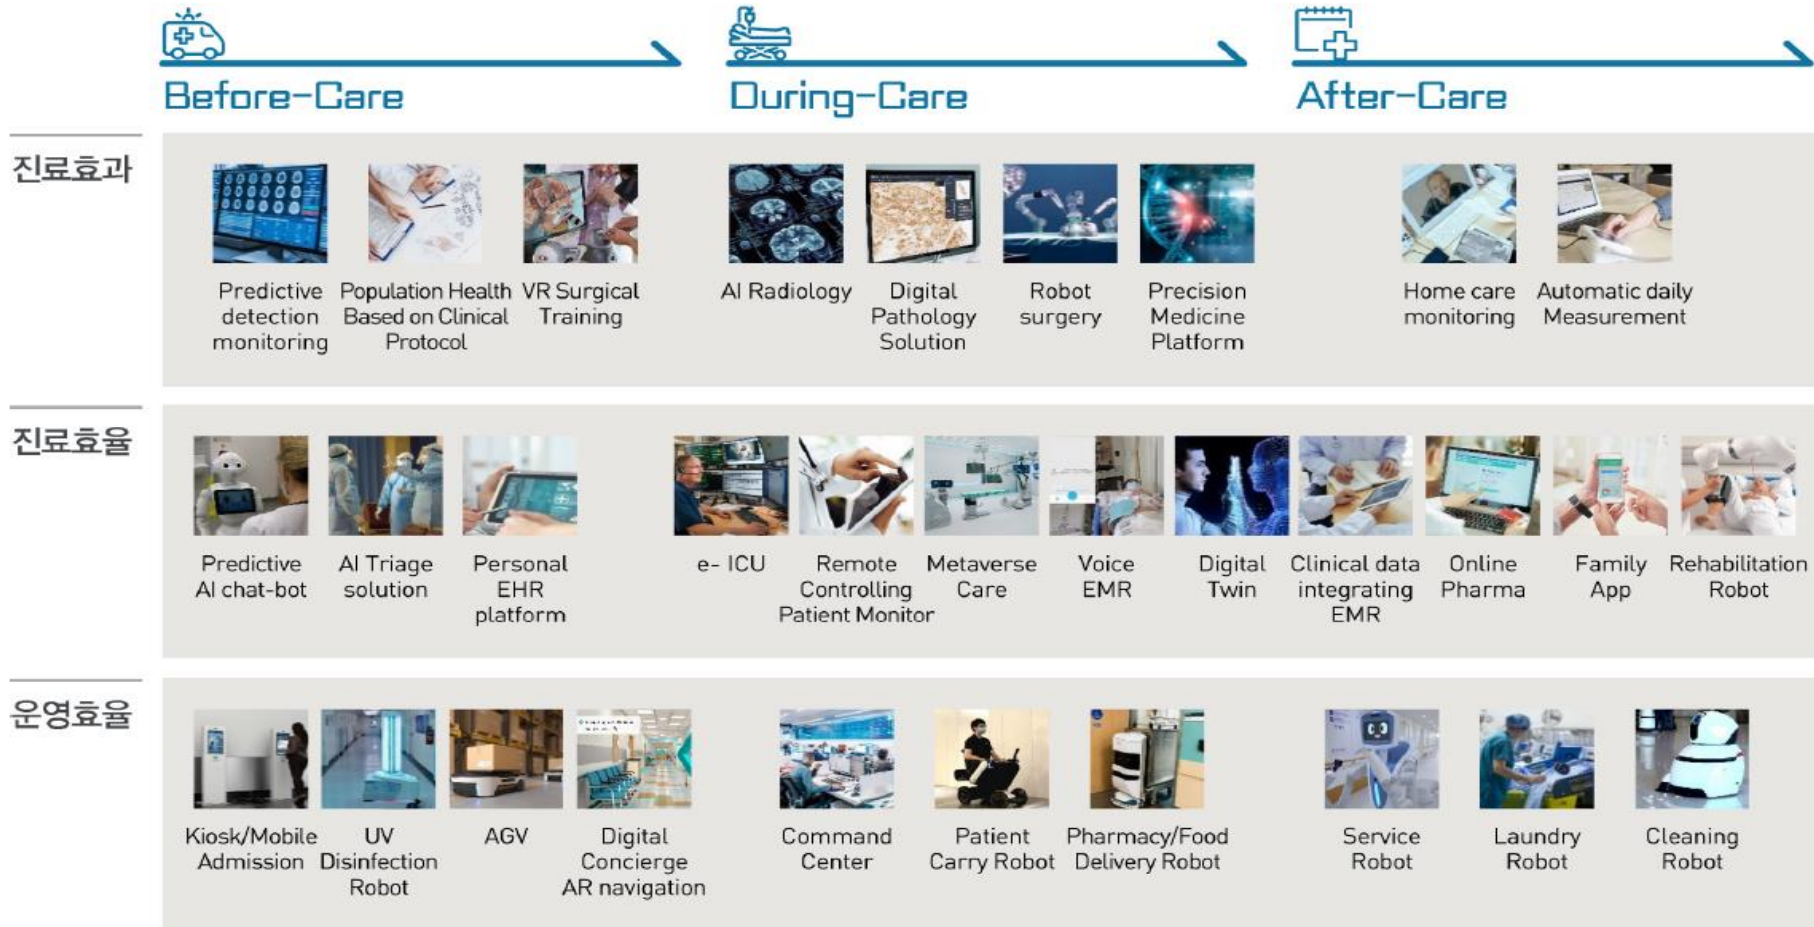 Before-Care
During-Care
After-Care
진료효과
Predictive
detection
monitoring
Population Health
Based on Clinical
Protocol
VR Surgical
Training
AI Radiology
Digital
Pathology
Solution
Robot
surgery
Precision
Medicine
Platform
Home care
monitoring
Automatic daily
Measurement
진료효율
Predictive
AI chat-bot
AI Triage
solution
Personal
EHR
platform
e- ICU
Remote
Controlling
Patient Monitor
Metaverse
Care
Voice
EMR
Digital
Twin
Clinical data
integrating
EMR
Online
Pharma
Family
App
Rehabilitation
Robot
운영효율
Kiosk/Mobile
Admission
UV
Disinfection
Robot
AGV
Digital
Concierge
AR navigation
Command
Center
Patient
Carry Robot
Pharmacy/Food
Delivery Robot
Service
Robot
Laundry
Robot
Cleaning
Robot